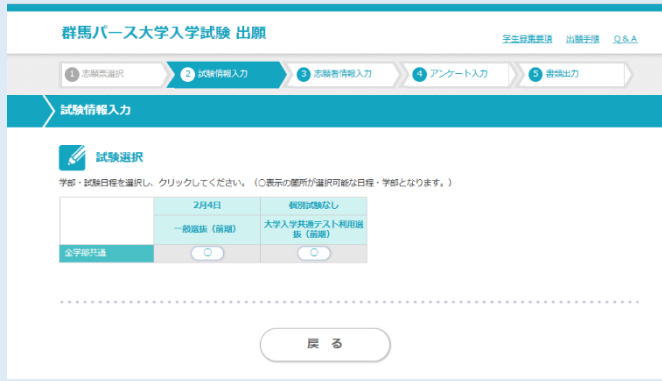 群馬パース大学入学試験 出願
学生募集要項 出願手順 Q&A
1 志願票選択 2 試験情報入力 3 志願者情報入力 4 アンケート入力 5 書類出力
試験情報入力
試験選択
学部・試験日程を選択し、クリックしてください。(○表示の箇所が選択可能な日程・学部となります。)
2月4日 個別試験なし
一般選抜(前期) 大学入学共通テスト利用選
抜(前期)
全学部共通 ○ ○
戻 る